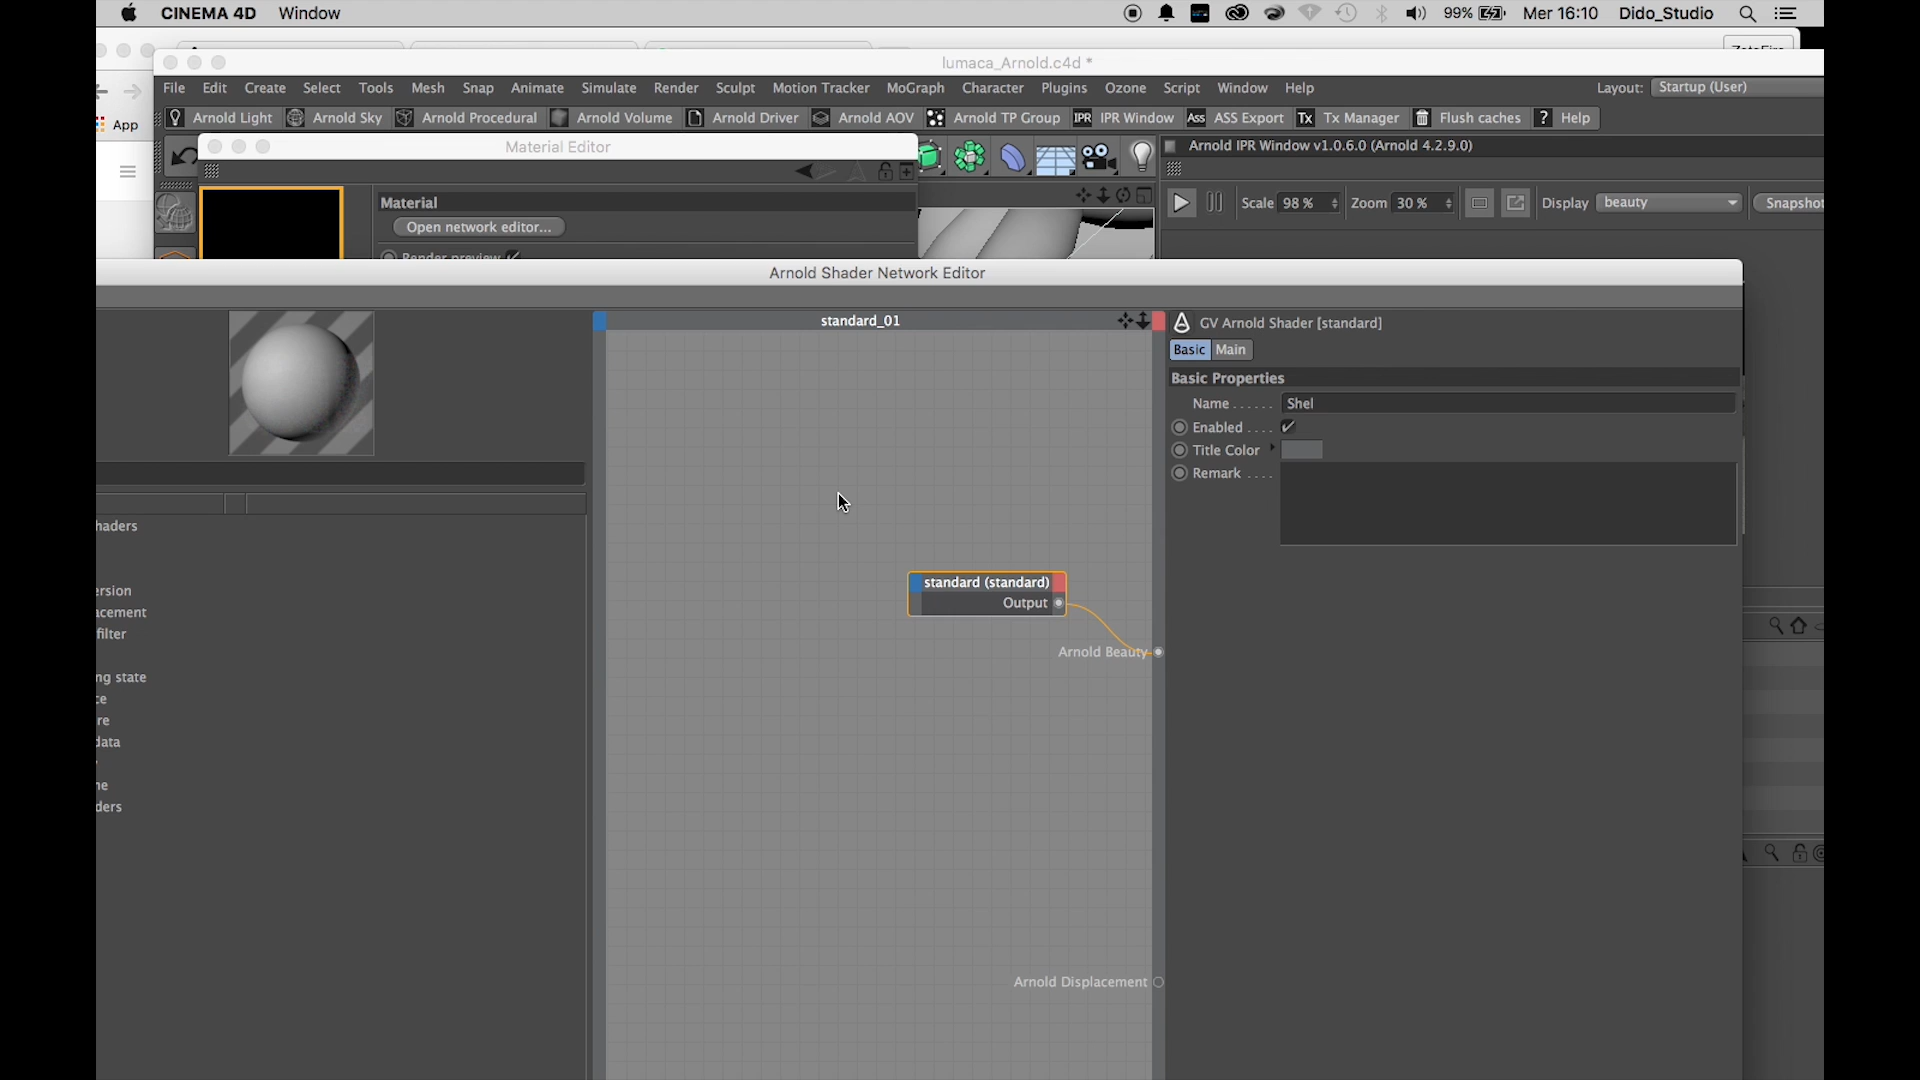 CINEMA 4D Window
99% Mer 16:10 Dido_Studio
lumaca_Arnold.c4d *
File Edit Create Select Tools Mesh Snap Animate Simulate Render Sculpt Motion Tracker MoGraph Character Plugins Ozone Script Window Help Layout: Startup (User)
App
Arnold Light Arnold Sky Arnold Procedural Arnold Volume Arnold Driver Arnold AOV Arnold TP Group IPR IPR Window Ass ASS Export Tx Tx Manager Flush caches ? Help
Material Editor
Arnold IPR Window v1.0.6.0 (Arnold 4.2.9.0)
Material
Open network editor...
Render preview
Scale 98 % Zoom 30 % Display beauty Snapshot
Arnold Shader Network Editor
standard_01
GV Arnold Shader [standard]
Basic Main
Basic Properties
Name Shel
Enabled
Title Color
Remark
haders
ersion
acement
filter
ng state
ce
re
data
ne
ders
standard (standard)
Output
Arnold Beauty
Arnold Displacement